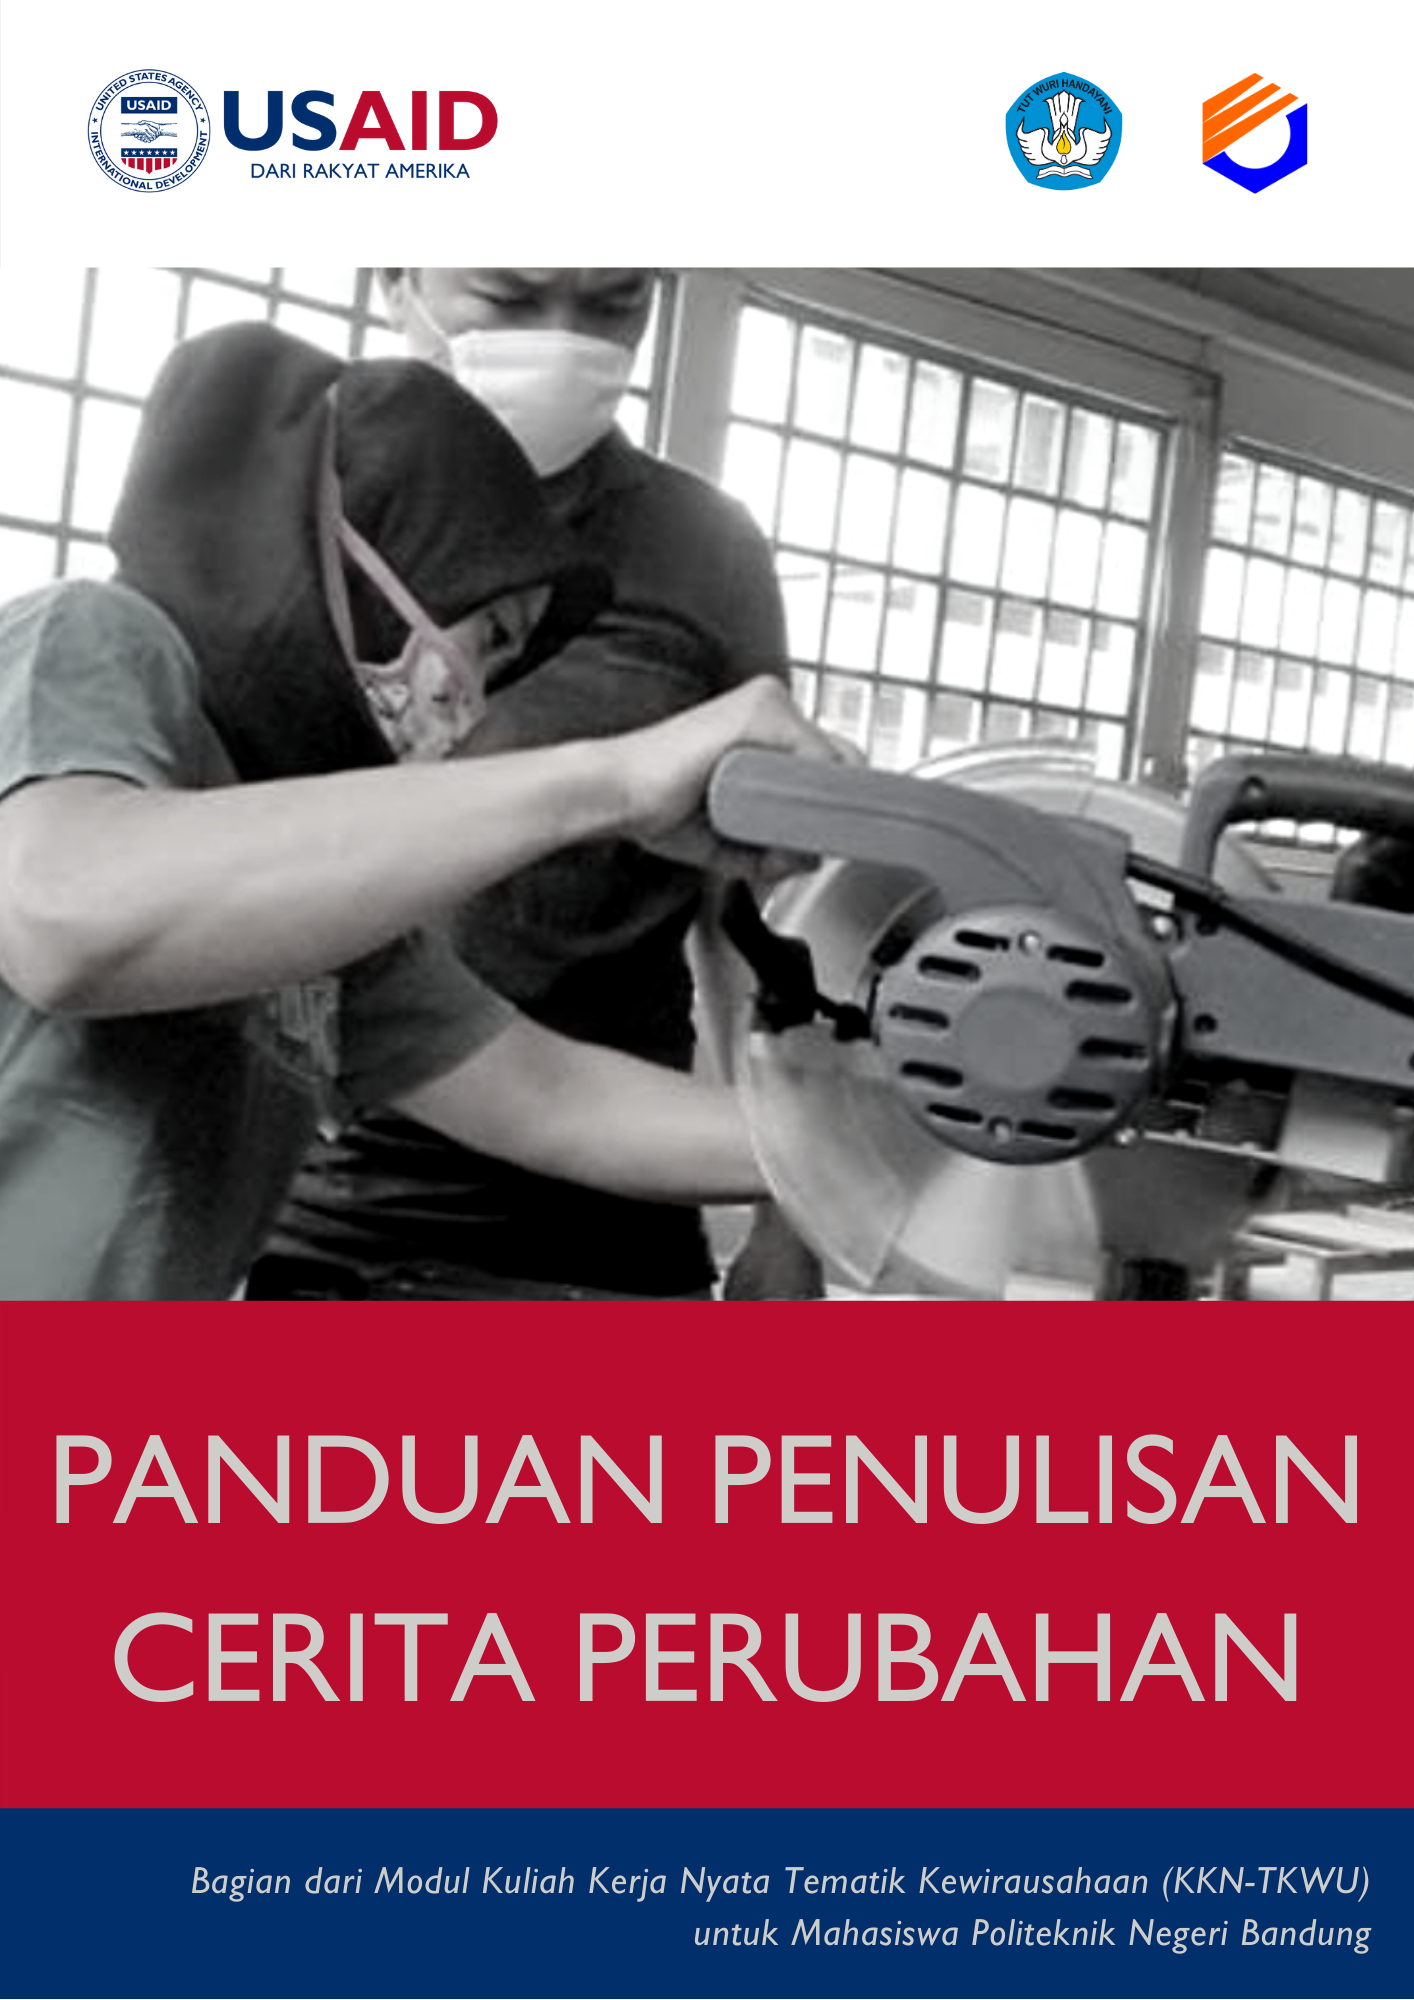 UNITED STATES AGENCY
USAID
INTERNATIONAL DEVELOPMENT
USAID
DARI RAKYAT AMERIKA
TUT WURI HANDAYANI
PANDUAN PENULISAN
CERITA PERUBAHAN
Bagian dari Modul Kuliah Kerja Nyata Tematik Kewirausahaan (KKN-TKWU)
untuk Mahasiswa Politeknik Negeri Bandung